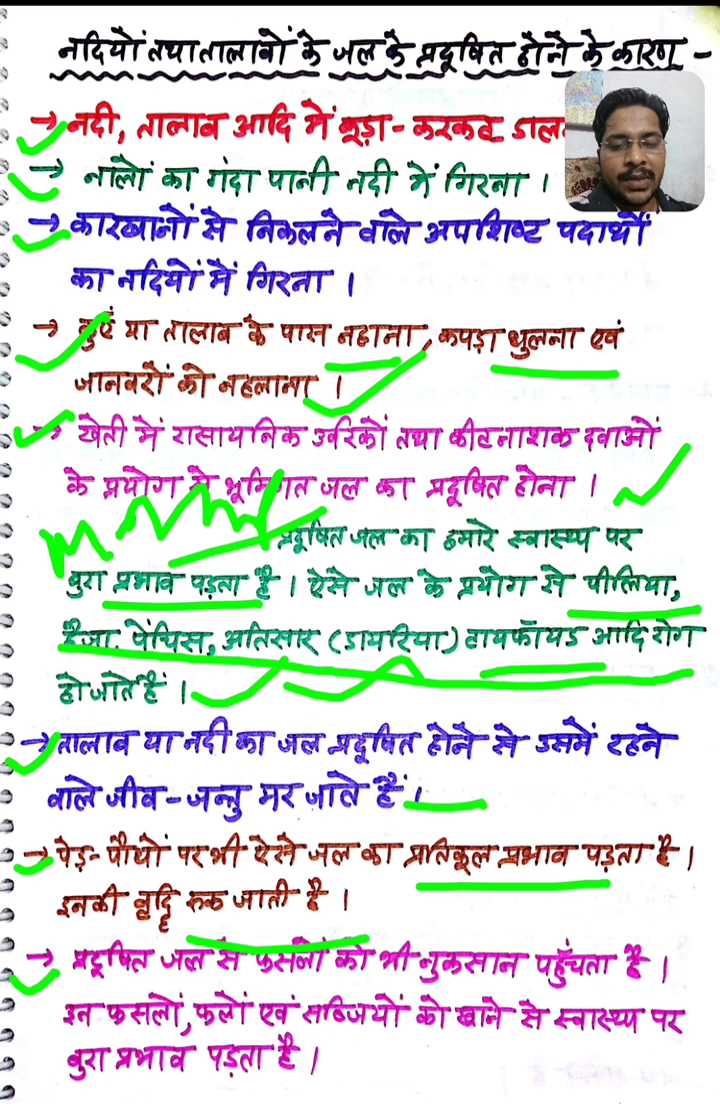 नदियों तथा तालाबों के जल के प्रदूषित होने के कारण -
→ नदी, तालाब आदि में कूड़ा - करकट डाल
→ नालों का गंदा पानी नदी में गिरना ।
→ कारखानों से निकलने वाले अपशिष्ट पदार्थों
का नदियों में गिरना ।
→ कुएं या तालाब के पास नहाना, कपड़ा धुलना एवं
जानवरों को नहलाना ।
→ खेती में रासायनिक उर्वरकों तथा कीटनाशक दवाओं
के प्रयोग से भूमिगत जल का प्रदूषित होना ।
प्रदूषित जल का हमारे स्वास्थ्य पर
बुरा प्रभाव पड़ता है । ऐसे जल के प्रयोग से पीलिया,
हैजा, पेचिस, अतिसार (डायरिया) टायफॉयड आदि रोग
हो जाते हैं ।
→ तालाब या नदी का जल प्रदूषित होने से उसमें रहने
वाले जीव - जन्तु मर जाते हैं ।
→ पेड़ - पौधों पर भी ऐसे जल का प्रतिकूल प्रभाव पड़ता है ।
इनकी वृद्धि रुक जाती है ।
→ प्रदूषित जल से फसलों को भी नुकसान पहुँचता है ।
इन फसलों, फलों एवं सब्जियों को खाने से स्वास्थ्य पर
बुरा प्रभाव पड़ता है ।